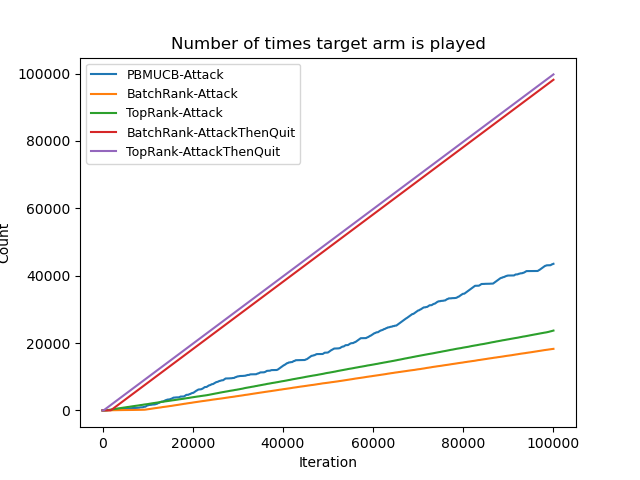 Number of times target arm is played
PBMUCB-Attack
BatchRank-Attack
TopRank-Attack
BatchRank-AttackThenQuit
TopRank-AttackThenQuit
100000
80000
60000
40000
20000
0
Count
0 20000 40000 60000 80000 100000
Iteration